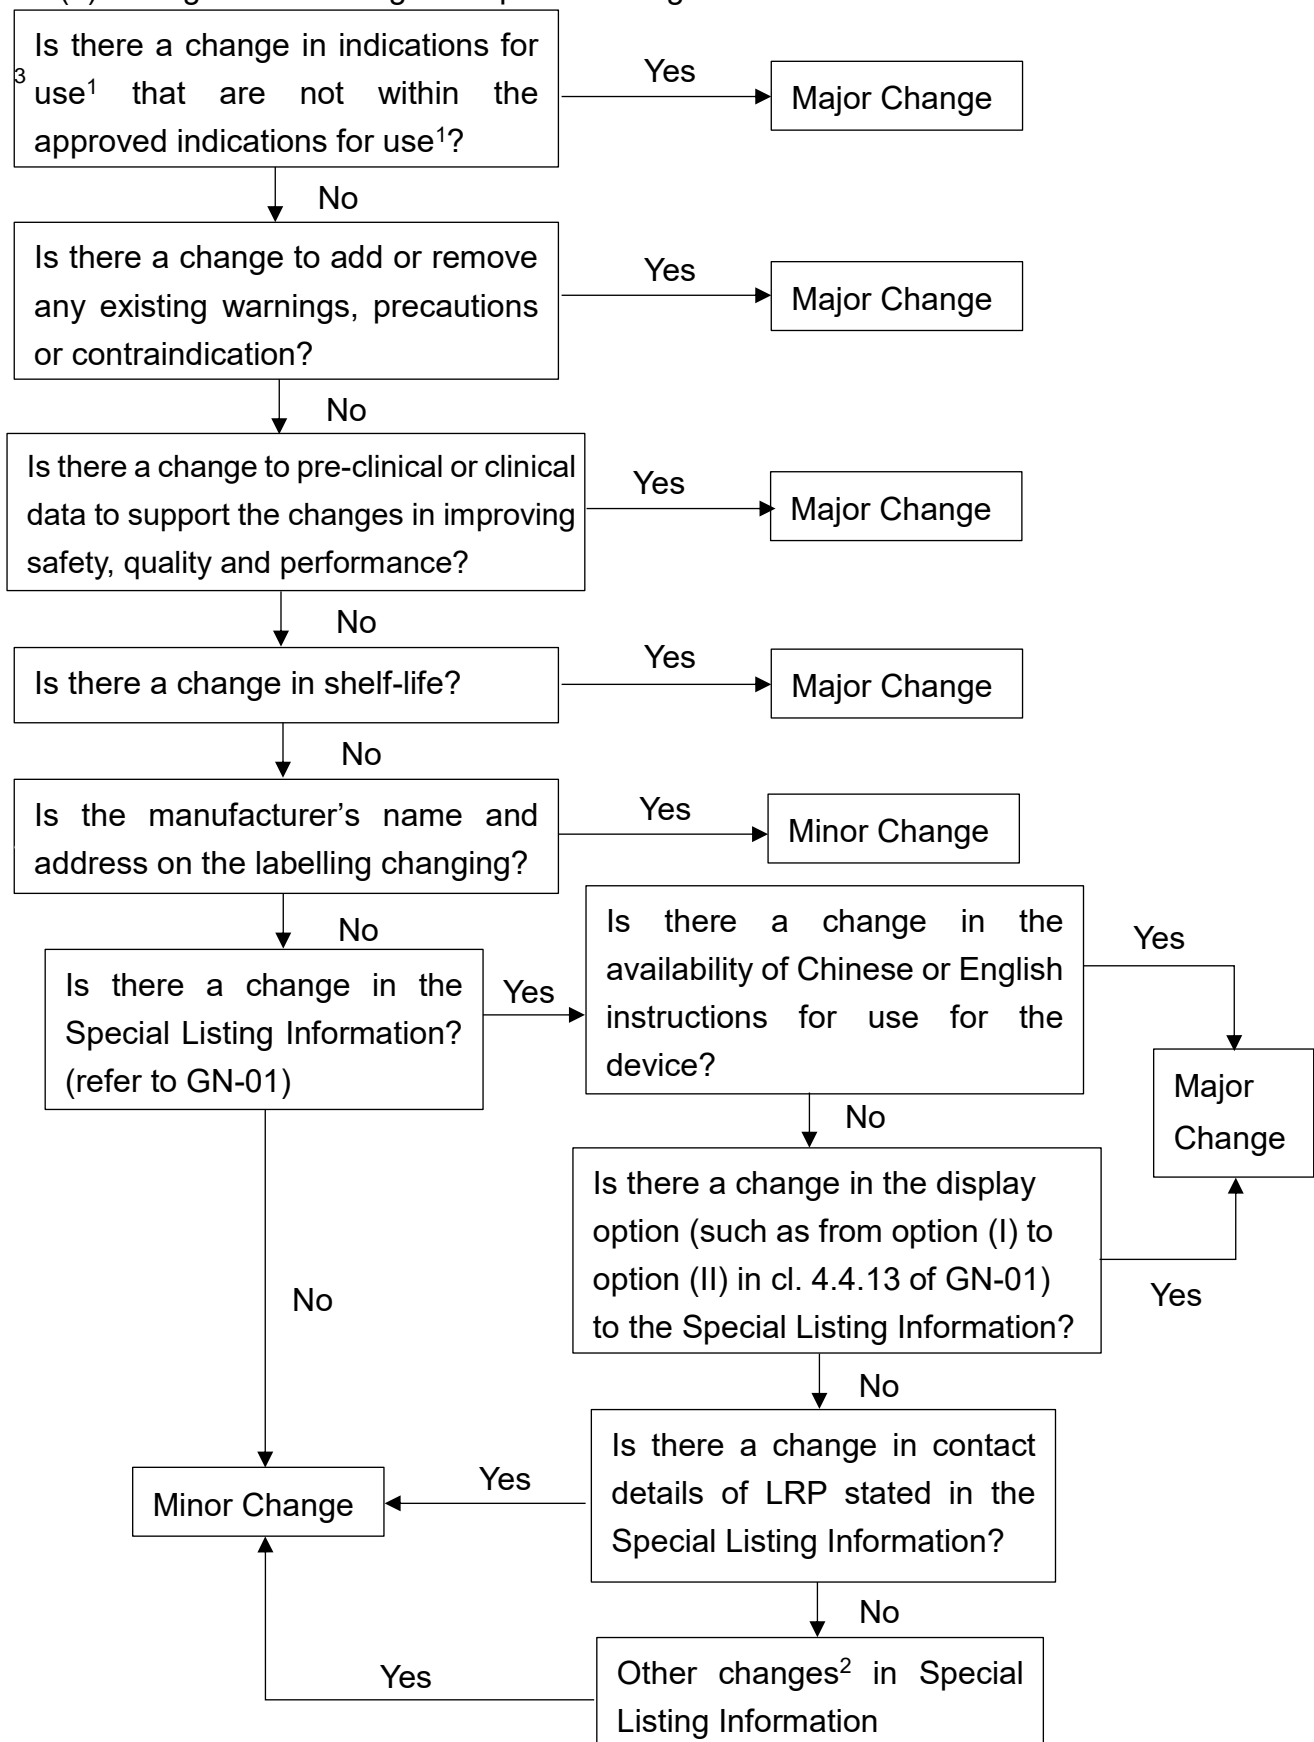 Is there a change in indications for
3
use1 that are not within the
approved indications for use1?
Yes
Major Change
No
Is there a change to add or remove
any existing warnings, precautions
or contraindication?
Yes
Major Change
No
Is there a change to pre-clinical or clinical
data to support the changes in improving
safety, quality and performance?
Yes
Major Change
No
Is there a change in shelf-life?
Yes
Major Change
No
Is the manufacturer’s name and
address on the labelling changing?
Yes
Minor Change
No
Is there a change in the
Special Listing Information?
(refer to GN-01)
Yes
Is there a change in the
availability of Chinese or English
instructions for use for the
device?
Yes
Major
Change
No
Is there a change in the display
option (such as from option (I) to
option (II) in cl. 4.4.13 of GN-01)
to the Special Listing Information?
Yes
No
No
Is there a change in contact
details of LRP stated in the
Special Listing Information?
Yes
Minor Change
No
Other changes2 in Special
Listing Information
Yes